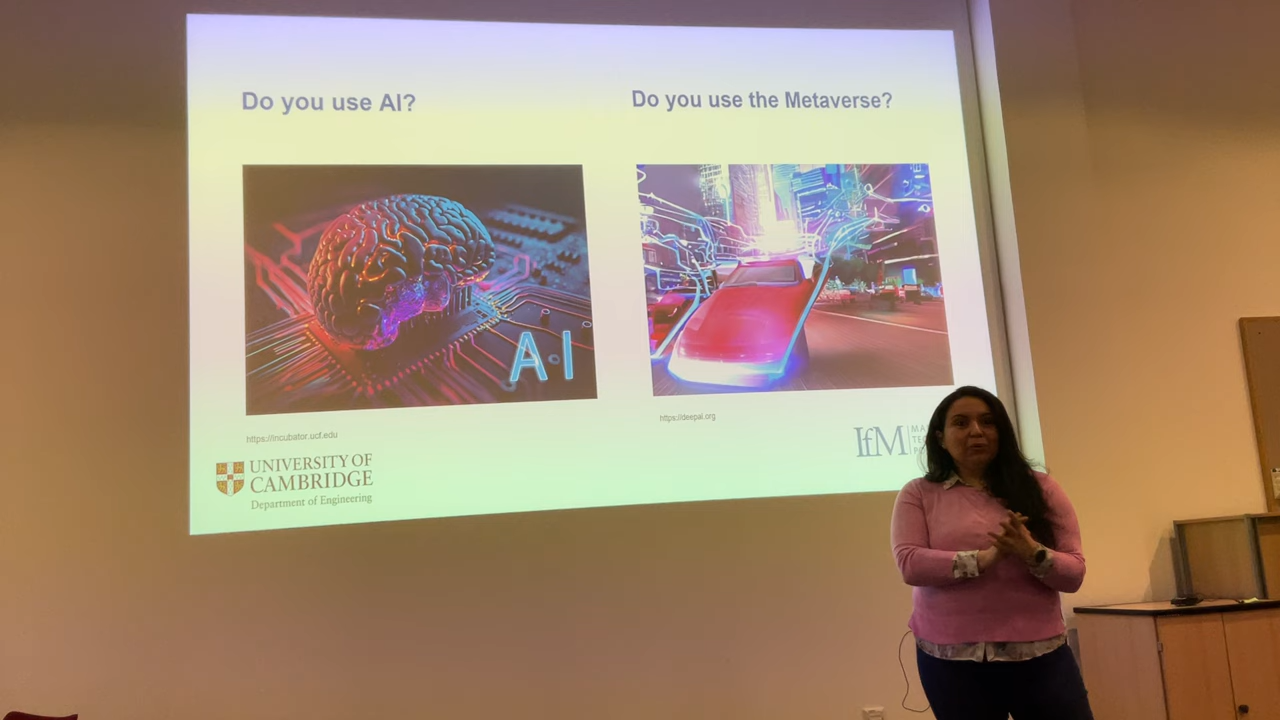 Do you use AI?
Do you use the Metaverse?
AI
https://incubator.ucf.edu
https://deepai.org
UNIVERSITY OF
CAMBRIDGE
Department of Engineering
IfM